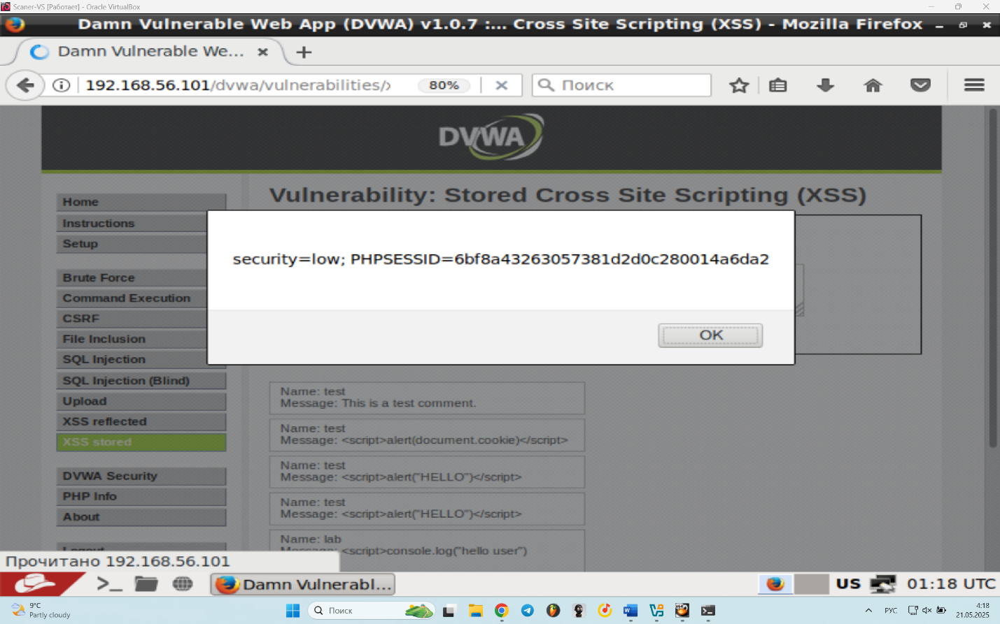 Scaner-VS [Работает] - Oracle VirtualBox
Damn Vulnerable Web App (DVWA) v1.0.7 :... Cross Site Scripting (XSS) - Mozilla Firefox
Damn Vulnerable We...
192.168.56.101/dvwa/vulnerabilities/x
80%
Поиск
DVWA
Vulnerability: Stored Cross Site Scripting (XSS)
Home
Instructions
Setup
Brute Force
Command Execution
CSRF
File Inclusion
SQL Injection
SQL Injection (Blind)
Upload
XSS reflected
XSS stored
DVWA Security
PHP Info
About
Logout
security=low; PHPSESSID=6bf8a43263057381d2d0c280014a6da2
OK
Name: test
Message: This is a test comment.
Name: test
Message: <script>alert(document.cookie)</script>
Name: test
Message: <script>alert("HELLO")</script>
Name: test
Message: <script>alert("HELLO")</script>
Name: lab
Message: <script>console.log("hello user")
Прочитано 192.168.56.101
Damn Vulnerabl...
US
01:18 UTC
9°C
Partly cloudy
Поиск
РУС
4:18
21.05.2025